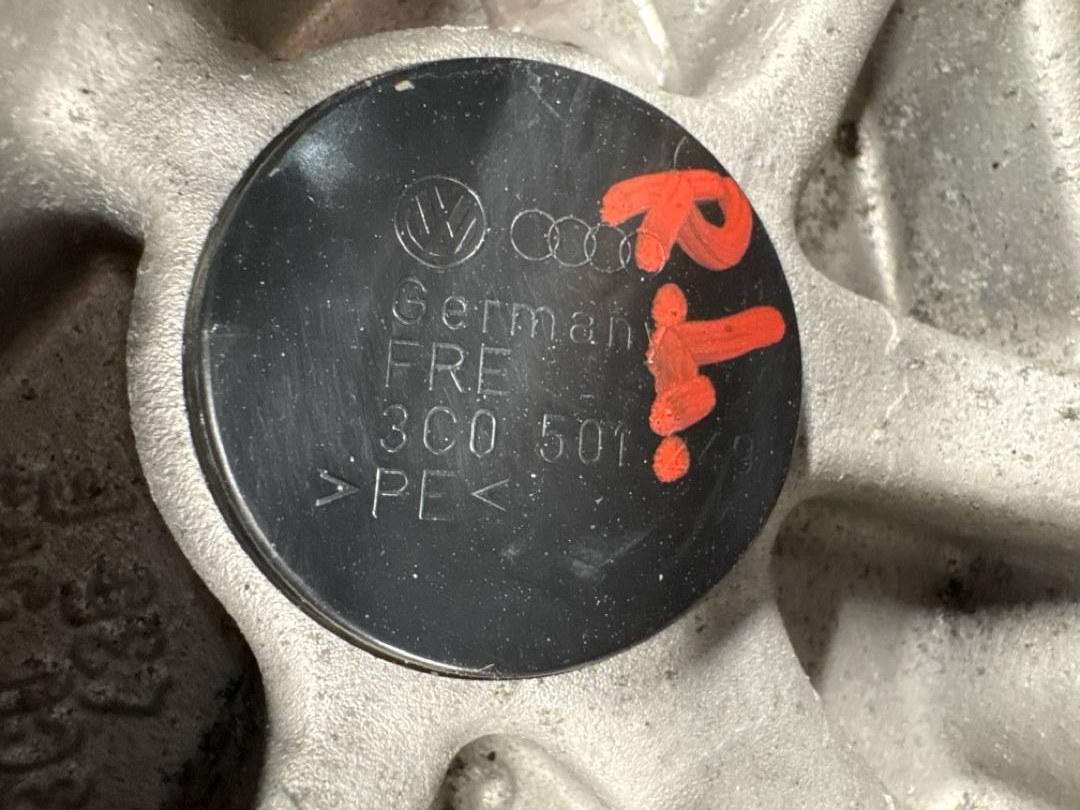 Germany
FRE
3C0 501
>PE<